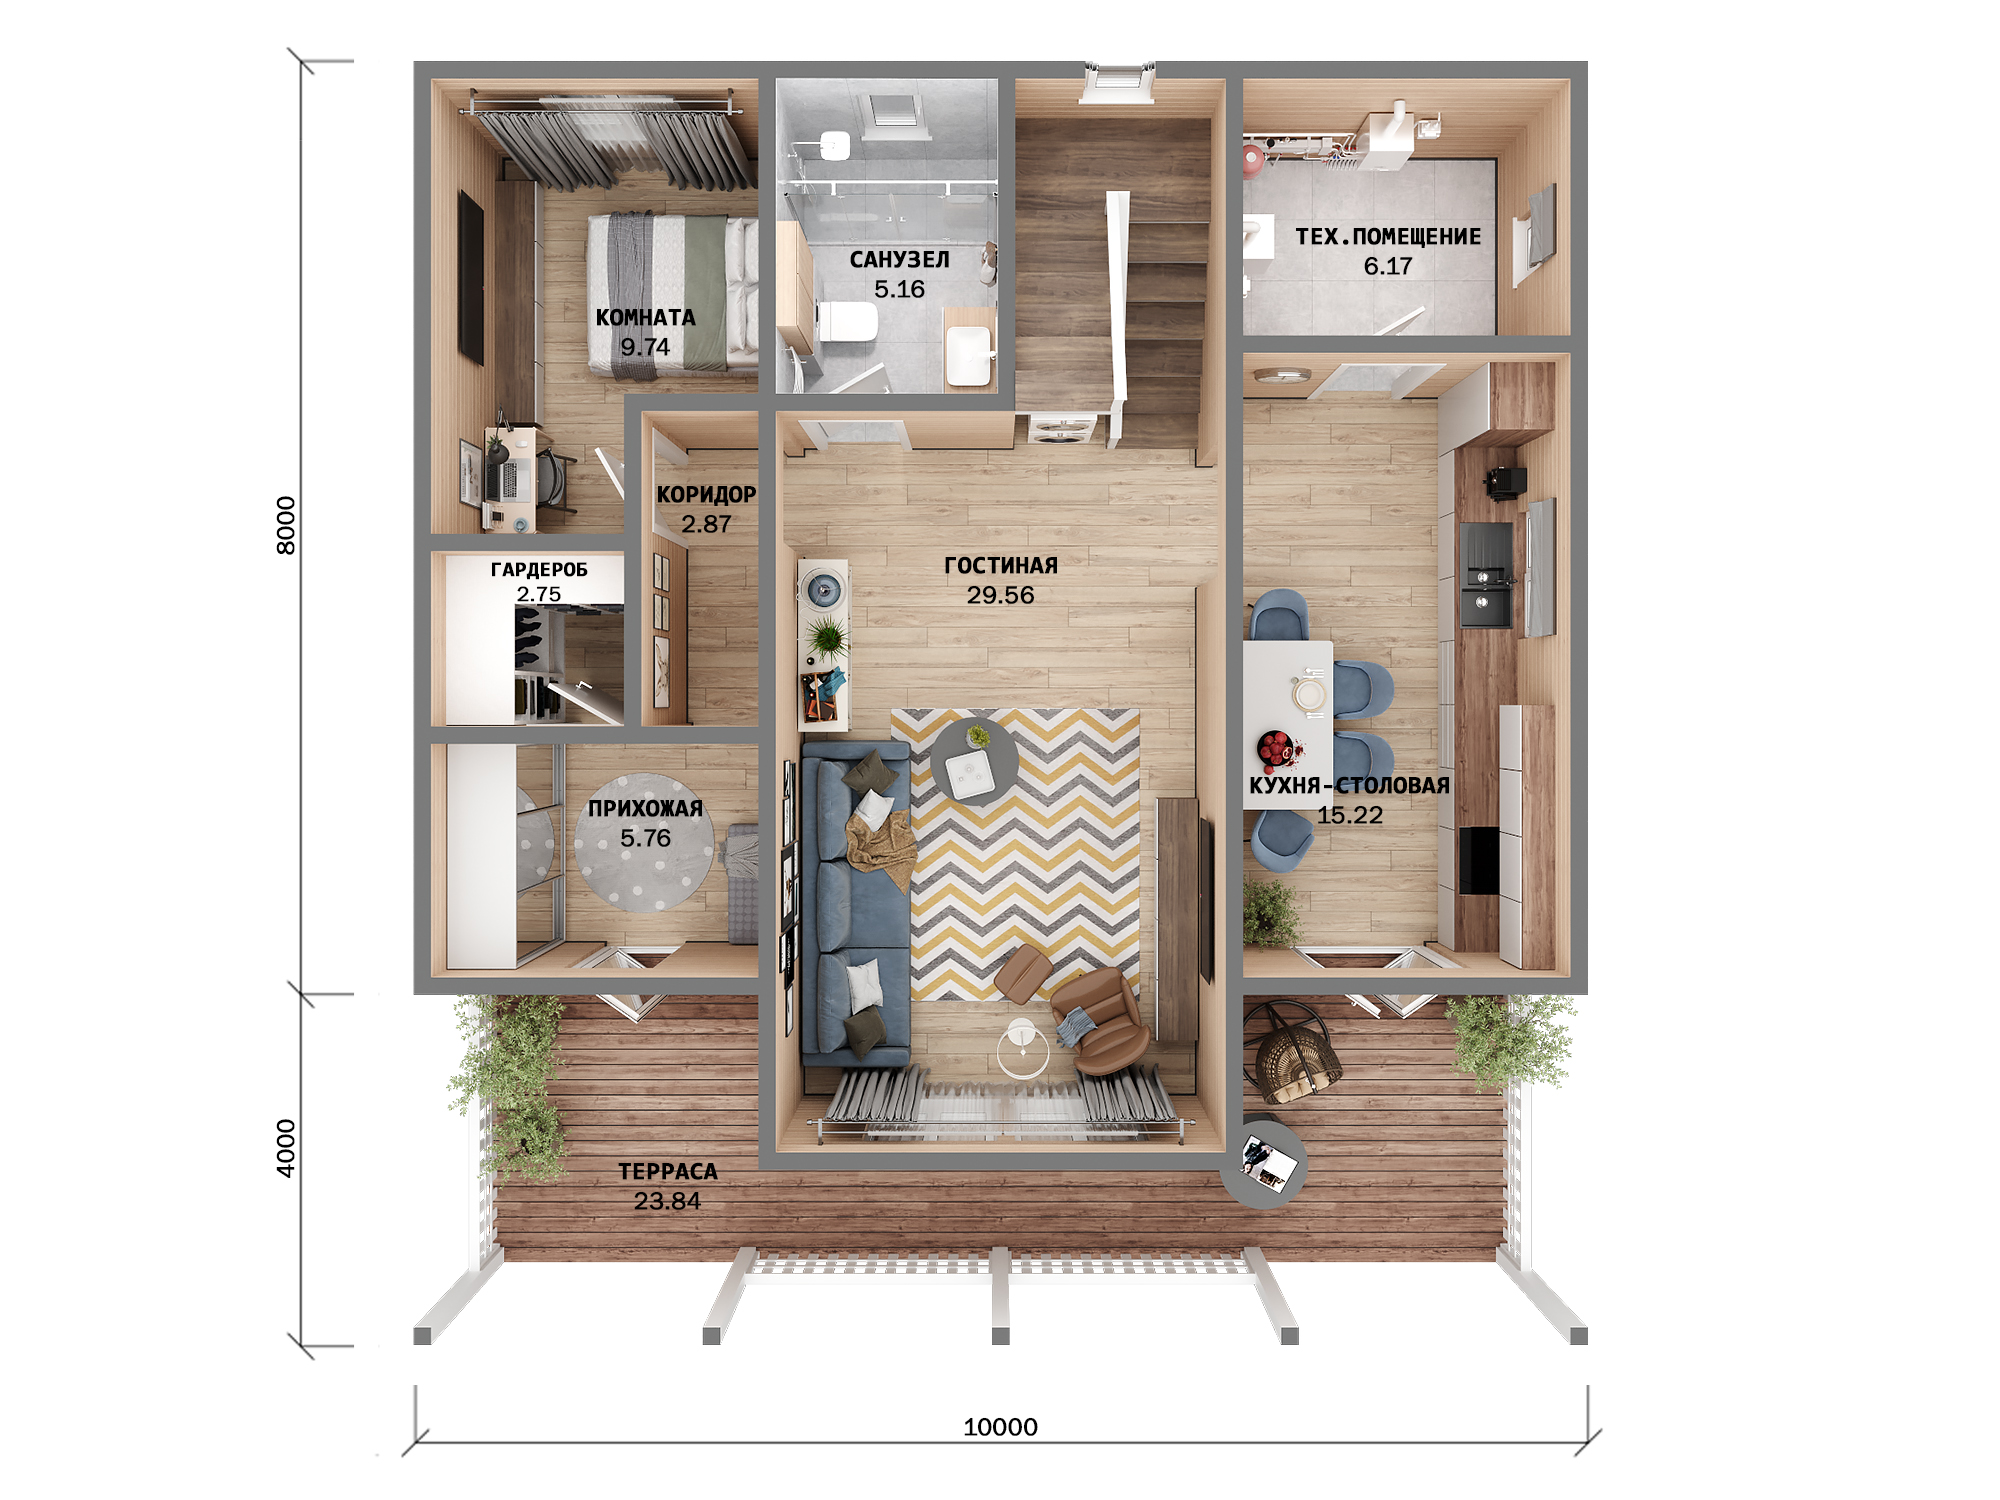 САНУЗЕЛ
5.16
ТЕХ.ПОМЕЩЕНИЕ
6.17
КОМНАТА
9.74
КОРИДОР
2.87
8000
ГАРДЕРОБ
2.75
ГОСТИНАЯ
29.56
ПРИХОЖАЯ
5.76
КУХНЯ-СТОЛОВАЯ
15.22
4000
ТЕРРАСА
23.84
10000